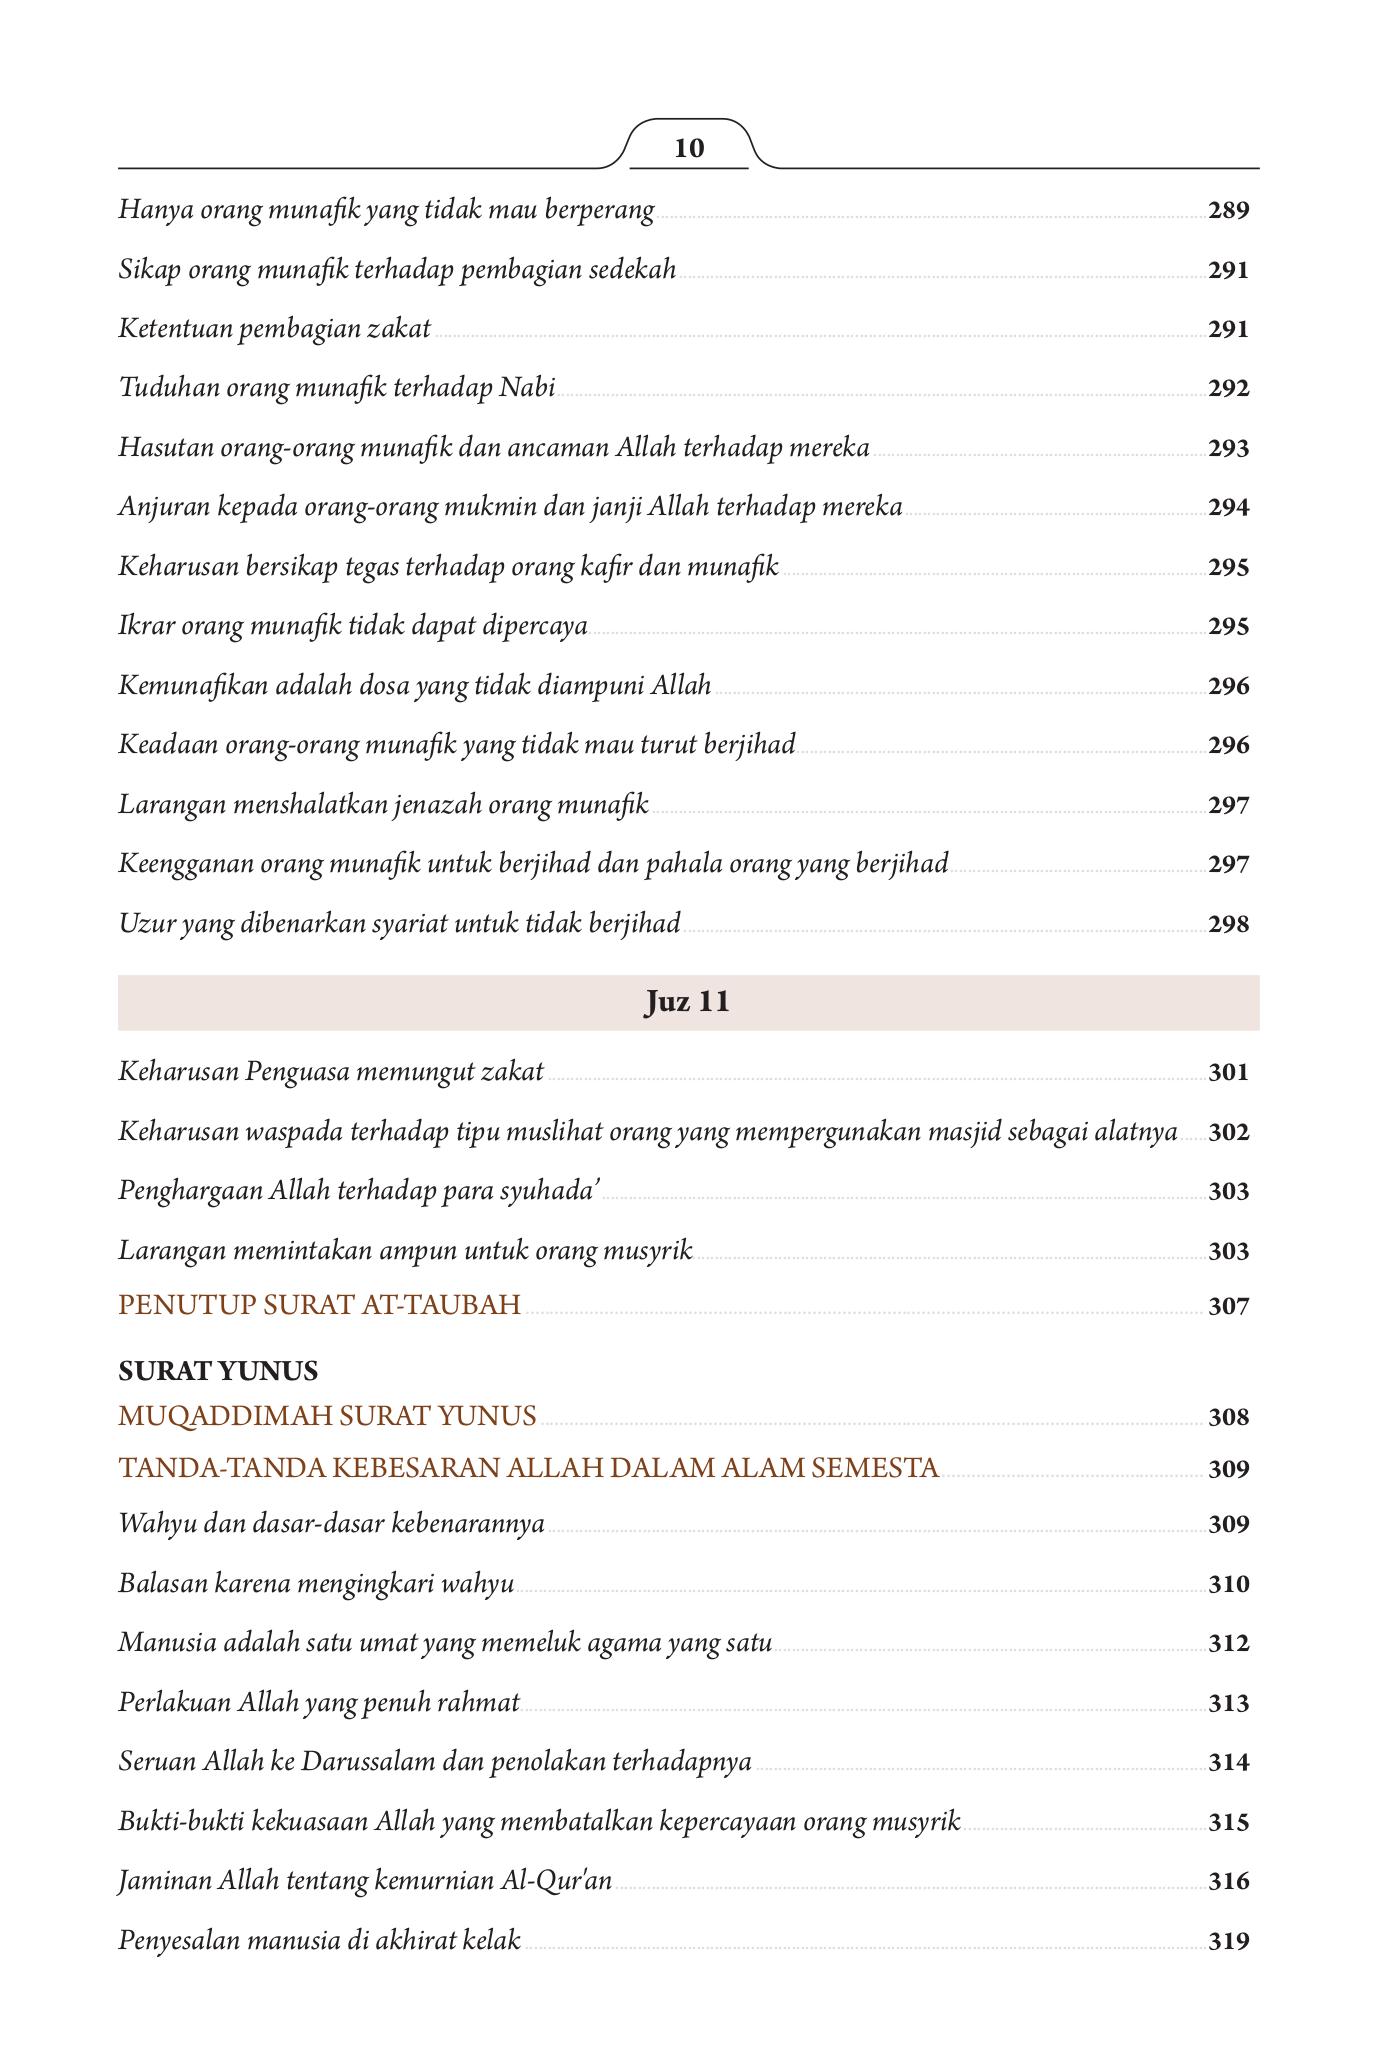 10
Hanya orang munafik yang tidak mau berperang 289
Sikap orang munafik terhadap pembagian sedekah 291
Ketentuan pembagian zakat 291
Tuduhan orang munafik terhadap Nabi 292
Hasutan orang-orang munafik dan ancaman Allah terhadap mereka 293
Anjuran kepada orang-orang mukmin dan janji Allah terhadap mereka 294
Keharusan bersikap tegas terhadap orang kafir dan munafik 295
Ikrar orang munafik tidak dapat dipercaya 295
Kemunafikan adalah dosa yang tidak diampuni Allah 296
Keadaan orang-orang munafik yang tidak mau turut berjihad 296
Larangan menshalatkan jenazah orang munafik 297
Keengganan orang munafik untuk berjihad dan pahala orang yang berjihad 297
Uzur yang dibenarkan syariat untuk tidak berjihad 298
Juz 11
Keharusan Penguasa memungut zakat 301
Keharusan waspada terhadap tipu muslihat orang yang mempergunakan masjid sebagai alatnya 302
Penghargaan Allah terhadap para syuhada’ 303
Larangan memintakan ampun untuk orang musyrik 303
PENUTUP SURAT AT-TAUBAH 307
SURAT YUNUS
MUQADDIMAH SURAT YUNUS 308
TANDA-TANDA KEBESARAN ALLAH DALAM ALAM SEMESTA 309
Wahyu dan dasar-dasar kebenarannya 309
Balasan karena mengingkari wahyu 310
Manusia adalah satu umat yang memeluk agama yang satu 312
Perlakuan Allah yang penuh rahmat 313
Seruan Allah ke Darussalam dan penolakan terhadapnya 314
Bukti-bukti kekuasaan Allah yang membatalkan kepercayaan orang musyrik 315
Jaminan Allah tentang kemurnian Al-Qur'an 316
Penyesalan manusia di akhirat kelak 319